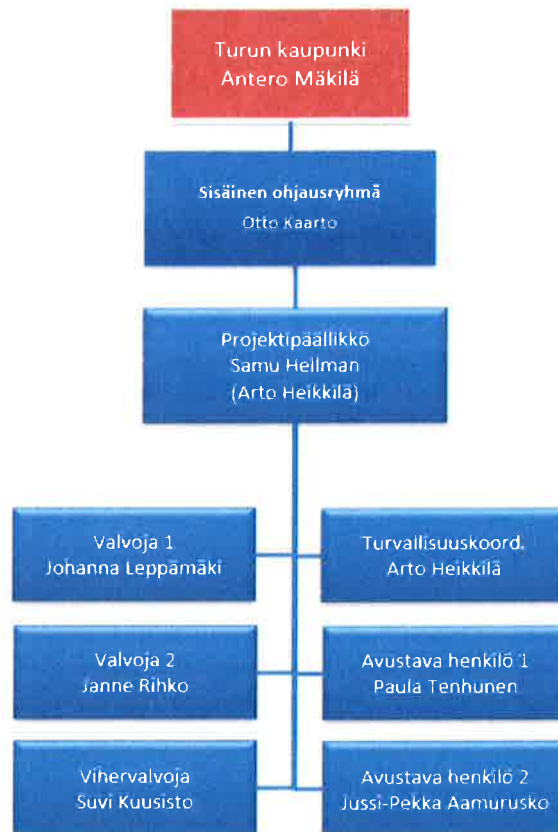 Turun kaupunki
Antero Mäkilä
Sisäinen ohjausryhmä
Otto Kaarto
Projektipäällikkö
Samu Hellman
(Arto Heikkilä)
Valvoja 1
Johanna Leppämäki
Turvallisuuskoord.
Arto Heikkilä
Valvoja 2
Janne Rihko
Avustava henkilö 1
Paula Tenhunen
Vihervalvoja
Suvi Kuusisto
Avustava henkilö 2
Jussi-Pekka Aamurusko